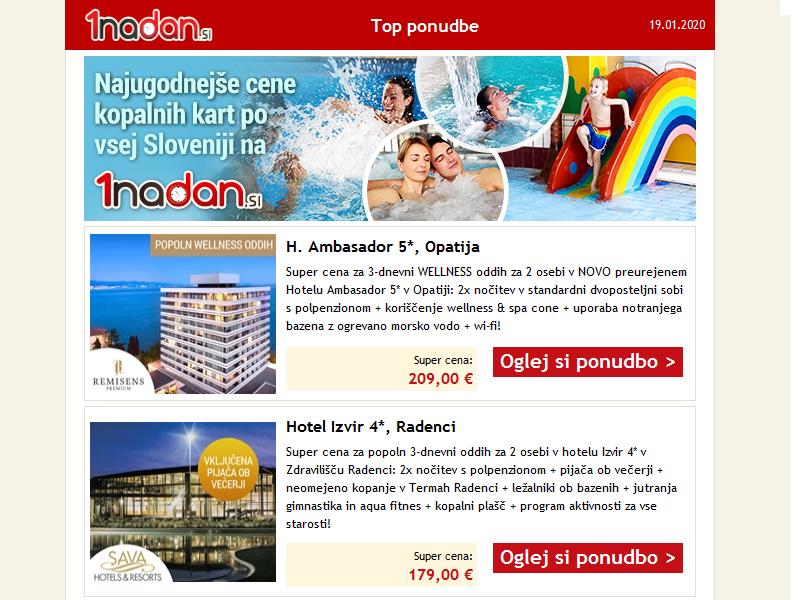 1nadan.si
Top ponudbe
19.01.2020
Najugodnejše cene
kopalnih kart po
vsej Sloveniji na
1nadan.si
POPOLN WELLNESS ODDIH
REMISENS
PREMIUM
H. Ambasador 5*, Opatija
Super cena za 3-dnevni WELLNESS oddih za 2 osebi v NOVO preurejenem
Hotelu Ambasador 5* v Opatiji: 2x nočitev v standardni dvoposteljni sobi
s polpenzionom + koriščenje wellness & spa cone + uporaba notranjega
bazena z ogrevano morsko vodo + wi-fi!
Super cena:
209,00 €
Oglej si ponudbo >
VKLJUČENA
PIJAČA OB
VEČERJI
SAVA
HOTELS & RESORTS
Hotel Izvir 4*, Radenci
Super cena za popoln 3-dnevni oddih za 2 osebi v hotelu Izvir 4* v
Zdravilišču Radenci: 2x nočitev s polpenzionom + pijača ob večerji +
neomejeno kopanje v Termah Radenci + ležalniki ob bazenih + jutranja
gimnastika in aqua fitnes + kopalni plašč + program aktivnosti za vse
starosti!
Super cena:
179,00 €
Oglej si ponudbo >